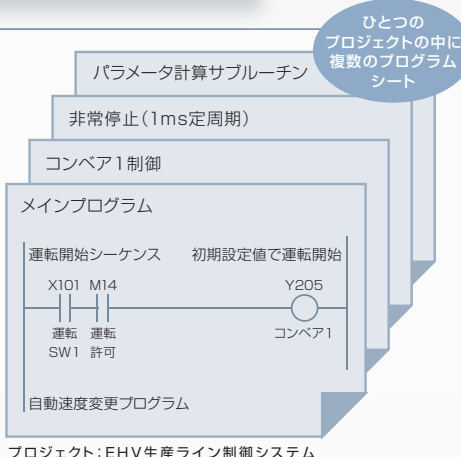 ひとつの
プロジェクトの中に
複数のプログラム
シート
パラメータ計算サブルーチン
非常停止(1ms定周期)
コンベア1制御
メインプログラム
運転開始シーケンス 初期設定値で運転開始
X101 M14 Y205
運転 運転 コンベア1
SW1 許可
自動速度変更プログラム
プロジェクト:EHV生産ライン制御システム